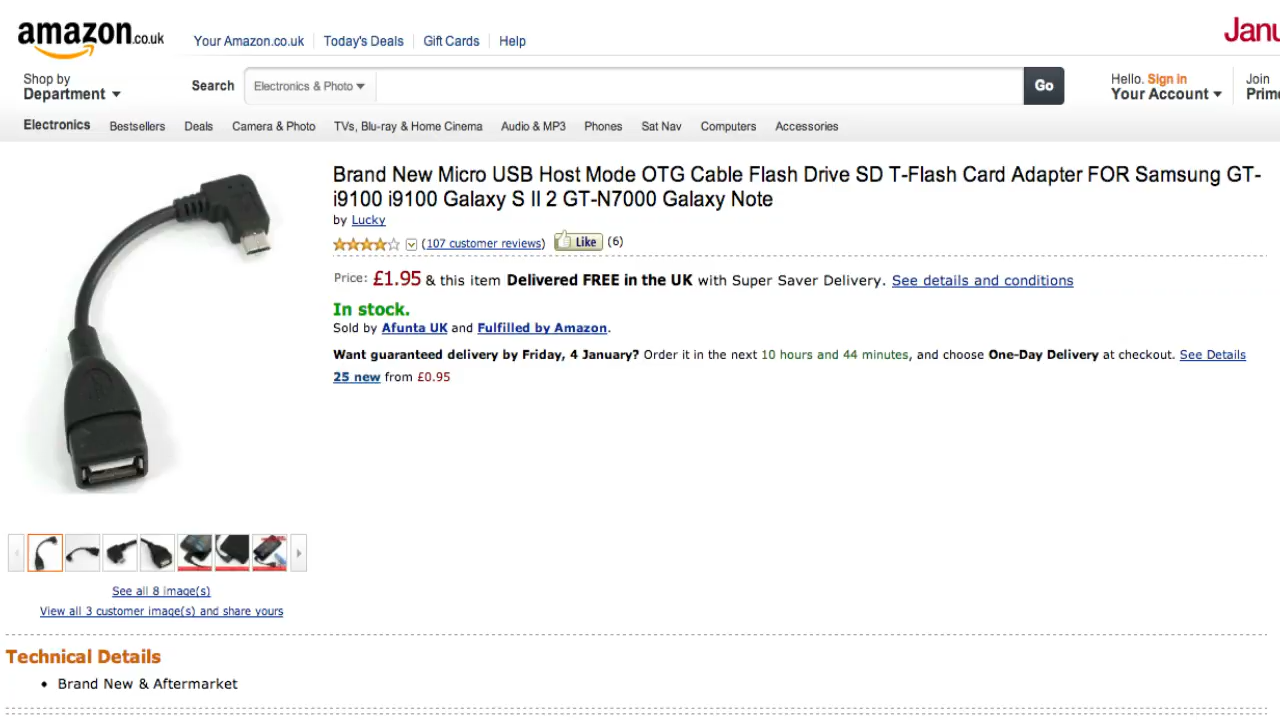 amazon.co.uk
Your Amazon.co.uk Today's Deals Gift Cards Help
Janu
Shop by
Department
Search Electronics & Photo Go
Hello. Sign in
Your Account
Join
Prime
Electronics Bestsellers Deals Camera & Photo TVs, Blu-ray & Home Cinema Audio & MP3 Phones Sat Nav Computers Accessories
Brand New Micro USB Host Mode OTG Cable Flash Drive SD T-Flash Card Adapter FOR Samsung GT-
i9100 i9100 Galaxy S II 2 GT-N7000 Galaxy Note
by Lucky
(107 customer reviews) Like (6)
Price: £1.95 & this item Delivered FREE in the UK with Super Saver Delivery. See details and conditions
In stock.
Sold by Afunta UK and Fulfilled by Amazon.
Want guaranteed delivery by Friday, 4 January? Order it in the next 10 hours and 44 minutes, and choose One-Day Delivery at checkout. See Details
25 new from £0.95
See all 8 image(s)
View all 3 customer image(s) and share yours
Technical Details
• Brand New & Aftermarket